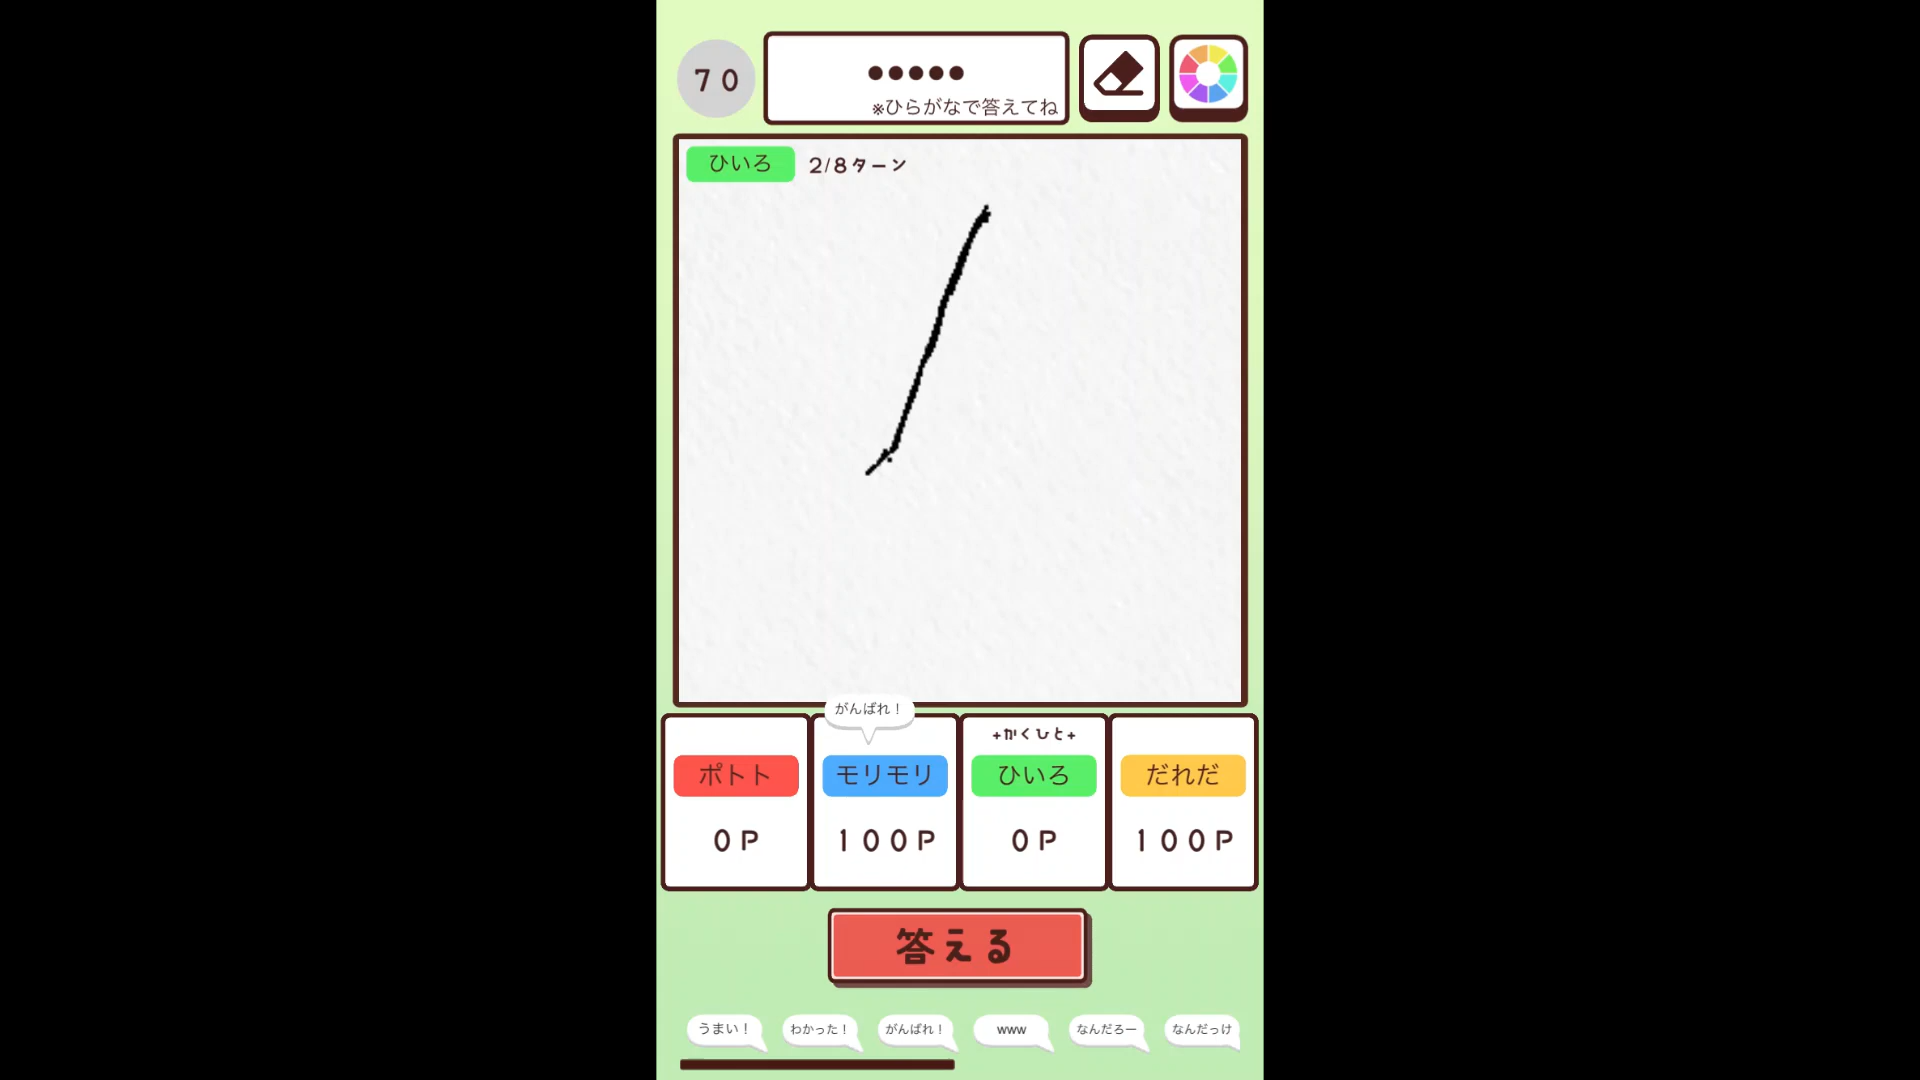 70
●●●●●
※ひらがなで答えてね
ひいろ 2/8ターン
がんばれ！
+かくひと+
ポトト モリモリ ひいろ だれだ
0P 100P 0P 100P
答える
うまい！ わかった！ がんばれ！ www なんだろー なんだっけ